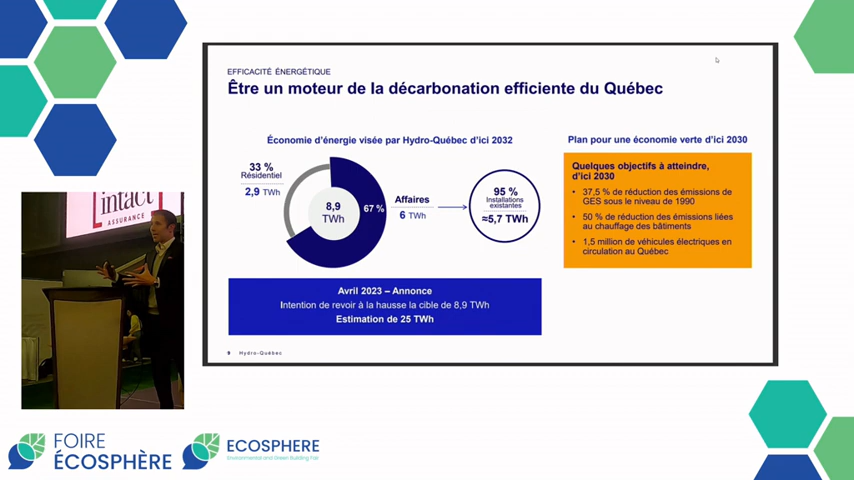 EFFICACITÉ ÉNERGÉTIQUE
Être un moteur de la décarbonation efficiente du Québec
Économie d'énergie visée par Hydro-Québec d'ici 2032
33 %
Résidentiel
2,9 TWh
8,9
TWh
67 %
Affaires
6 TWh
95 %
Installations
existantes
≈5,7 TWh
Avril 2023 – Annonce
Intention de revoir à la hausse la cible de 8,9 TWh
Estimation de 25 TWh
Plan pour une économie verte d'ici 2030
Quelques objectifs à atteindre,
d'ici 2030
• 37,5 % de réduction des émissions de
GES sous le niveau de 1990
• 50 % de réduction des émissions liées
au chauffage des bâtiments
• 1,5 million de véhicules électriques en
circulation au Québec
9 Hydro-Québec
intact
ASSURANCE
FOIRE
ÉCOSPHÈRE
ECOSPHERE
Environmental and Green Building Fair